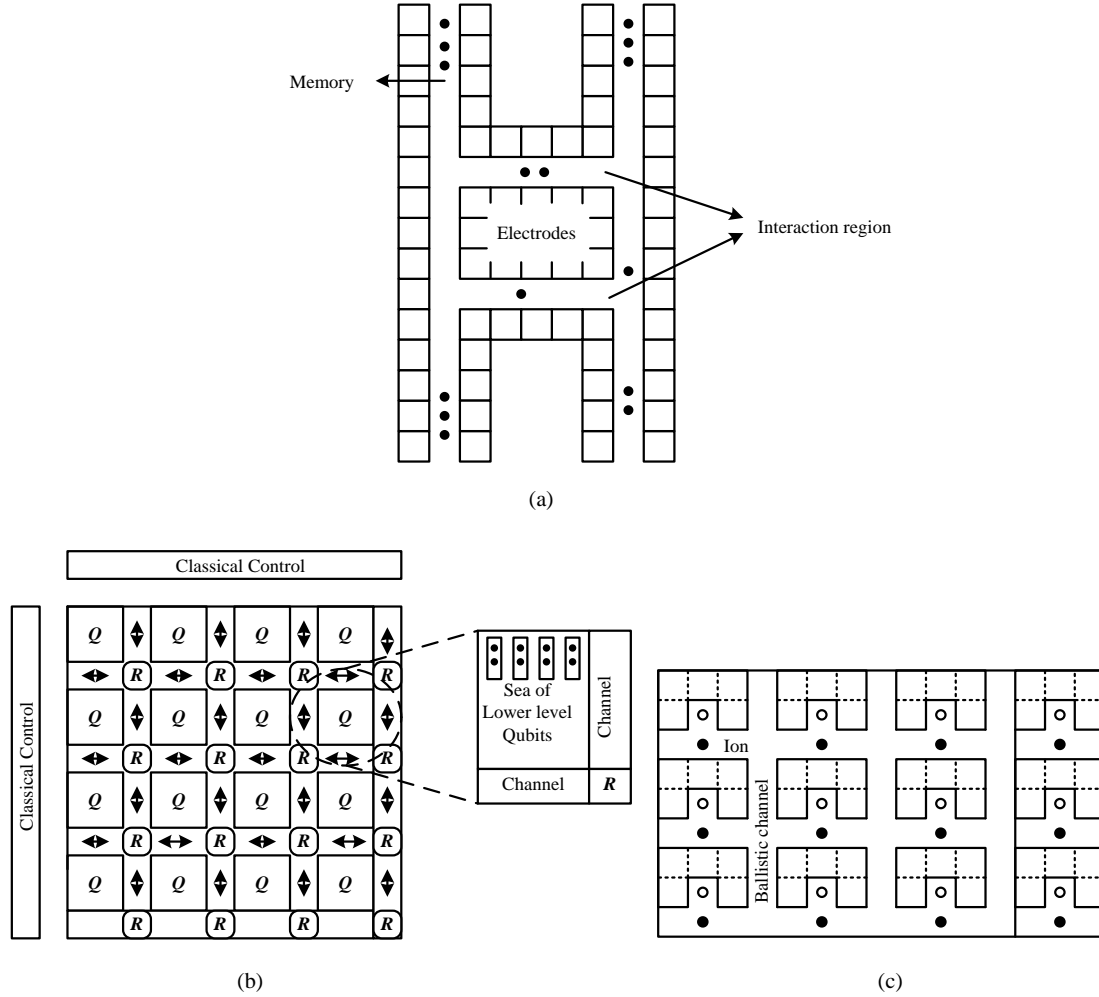 Memory
Electrodes
Interaction region
(a)
Classical Control
Classical Control
Q Q Q Q
R R R R
Q Q Q Q
R R R R
Q Q Q Q
R R R R
Q Q Q Q
R R R R
Sea of
Lower level
Qubits
Channel
Channel
R
(b)
Ion
Ballistic channel
(c)